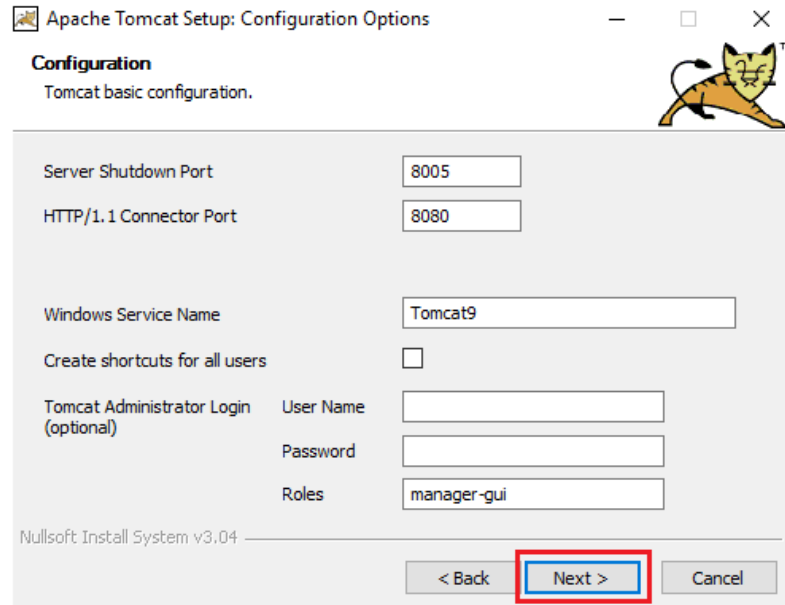 Apache Tomcat Setup: Configuration Options
Configuration
Tomcat basic configuration.
Server Shutdown Port 8005
HTTP/1.1 Connector Port 8080
Windows Service Name Tomcat9
Create shortcuts for all users
Tomcat Administrator Login User Name
(optional)
Password
Roles manager-gui
Nullsoft Install System v3.04
< Back Next > Cancel